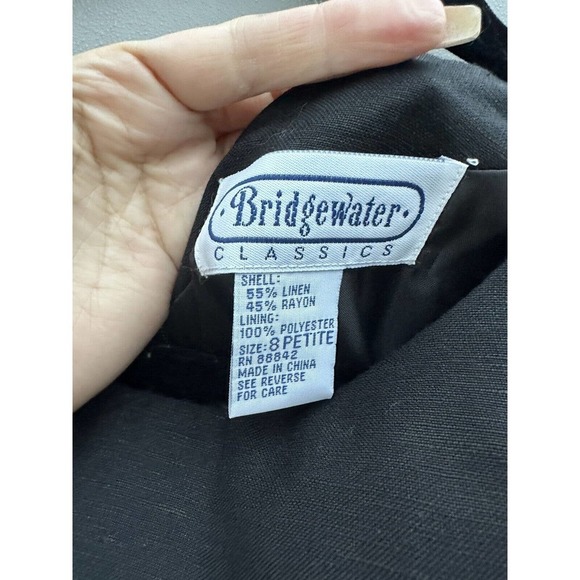 ·Bridgewater·
CLASSICS
SHELL:
55% LINEN
45% RAYON
LINING:
100% POLYESTER
SIZE: 8 PETITE
RN 88842
MADE IN CHINA
SEE REVERSE
FOR CARE